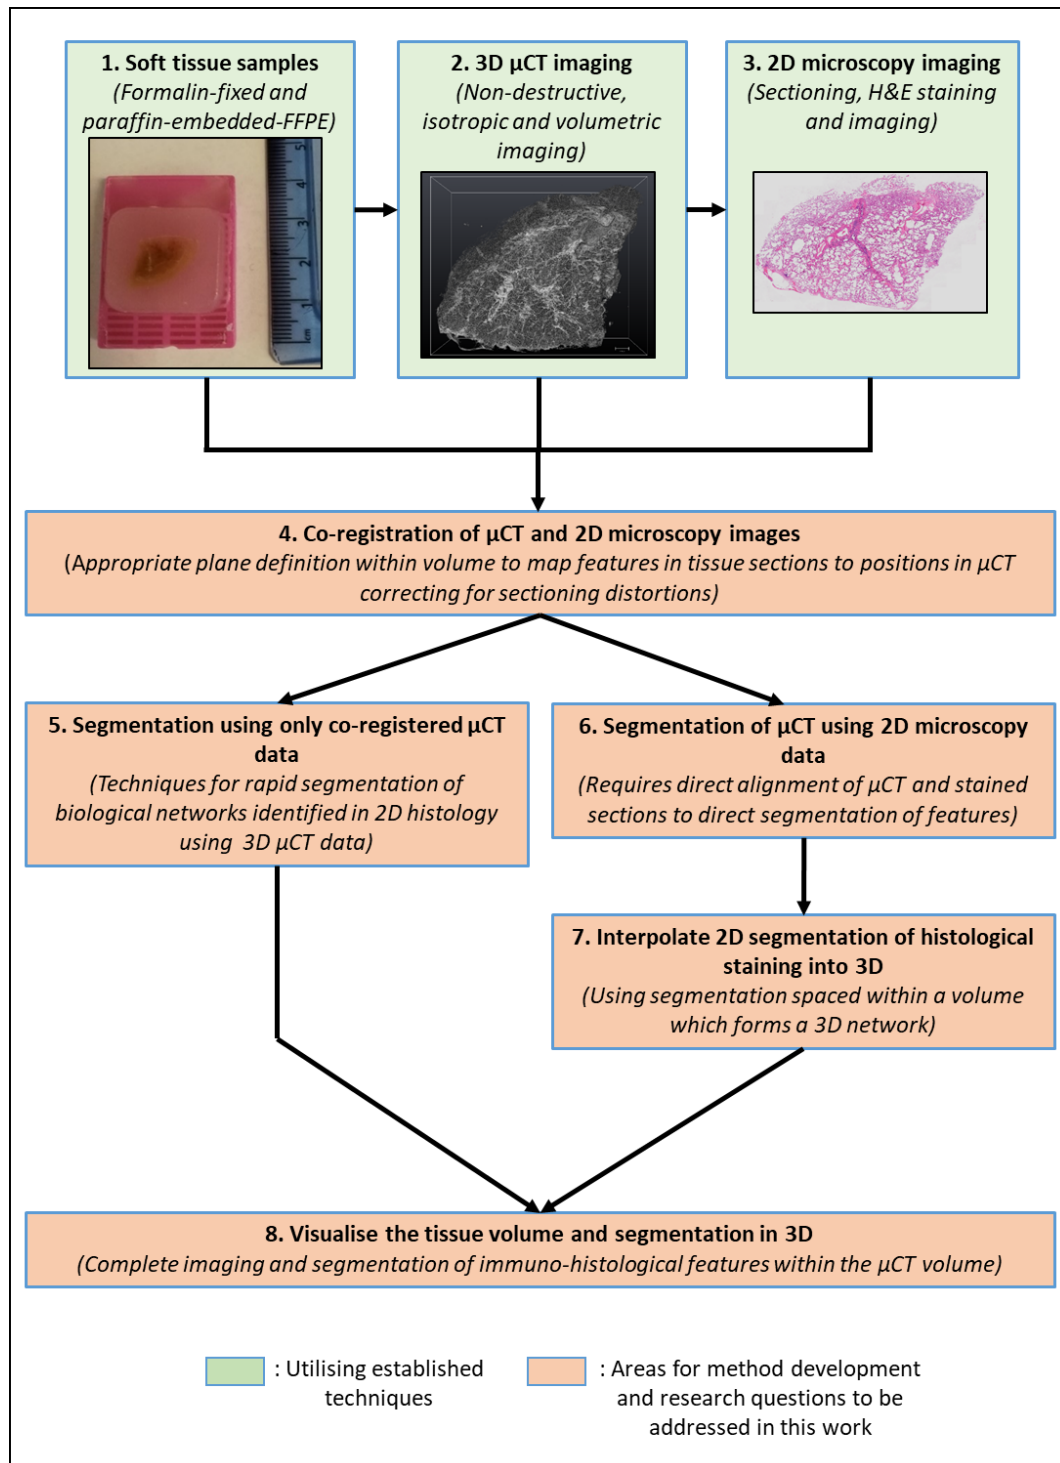 1. Soft tissue samples
(Formalin-fixed and
paraffin-embedded-FFPE)
5
4
3
2
1
cm
2. 3D µCT imaging
(Non-destructive,
isotropic and volumetric
imaging)
3. 2D microscopy imaging
(Sectioning, H&E staining
and imaging)
4. Co-registration of µCT and 2D microscopy images
(Appropriate plane definition within volume to map features in tissue sections to positions in µCT
correcting for sectioning distortions)
5. Segmentation using only co-registered µCT
data
(Techniques for rapid segmentation of
biological networks identified in 2D histology
using 3D µCT data)
6. Segmentation of µCT using 2D microscopy
data
(Requires direct alignment of µCT and stained
sections to direct segmentation of features)
7. Interpolate 2D segmentation of histological
staining into 3D
(Using segmentation spaced within a volume
which forms a 3D network)
8. Visualise the tissue volume and segmentation in 3D
(Complete imaging and segmentation of immuno-histological features within the µCT volume)
: Utilising established
techniques
: Areas for method development
and research questions to be
addressed in this work